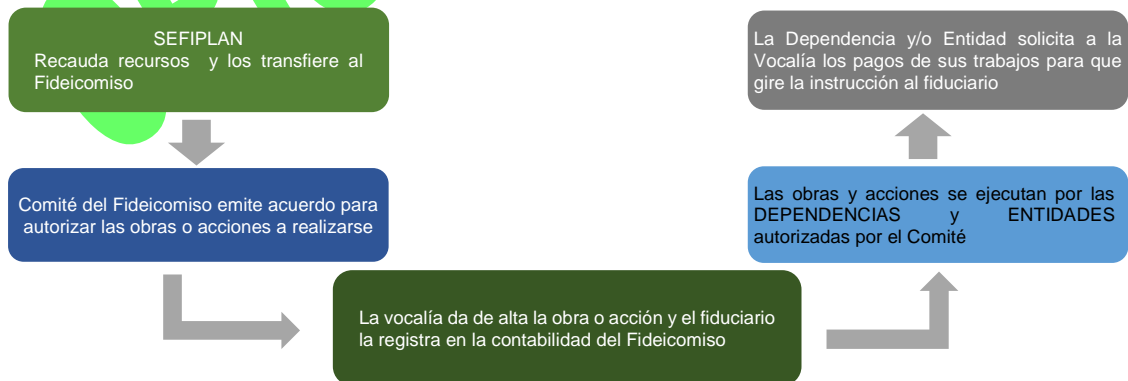 SEFIPLAN
Recauda recursos y los transfiere al
Fideicomiso
Comité del Fideicomiso emite acuerdo para
autorizar las obras o acciones a realizarse
La vocalía da de alta la obra o acción y el fiduciario
la registra en la contabilidad del Fideicomiso
Las obras y acciones se ejecutan por las
DEPENDENCIAS y ENTIDADES
autorizadas por el Comité
La Dependencia y/o Entidad solicita a la
Vocalía los pagos de sus trabajos para que
gire la instrucción al fiduciario